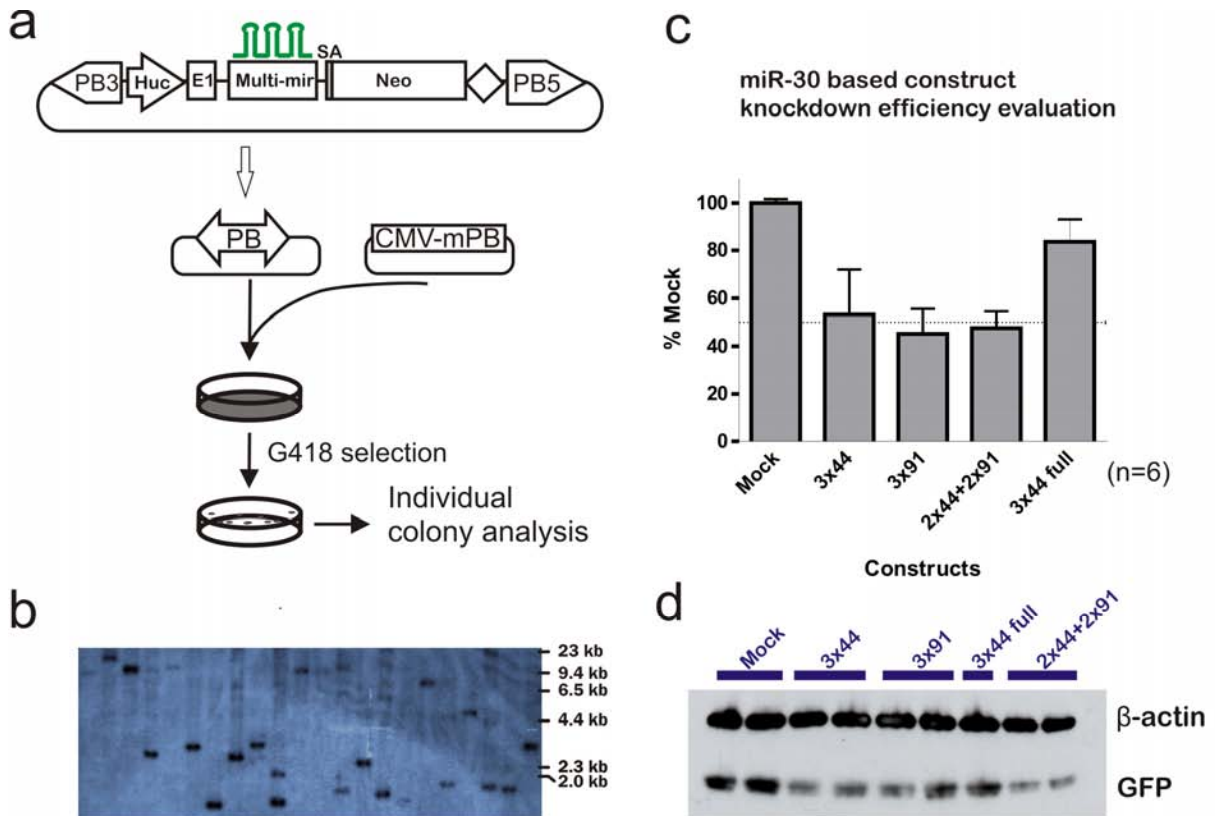 a
SA
PB3 Huc E1 Multi-mir Neo PB5
PB
CMV-mPB
G418 selection
Individual
colony analysis
b
23 kb
9.4 kb
6.5 kb
4.4 kb
2.3 kb
2.0 kb
c
miR-30 based construct
knockdown efficiency evaluation
% Mock
100
80
60
40
20
0
Mock
3x44
3x91
2x44+2x91
3x44 full
(n=6)
Constructs
d
Mock
3x44
3x91
3x44 full
2x44+2x91
β-actin
GFP